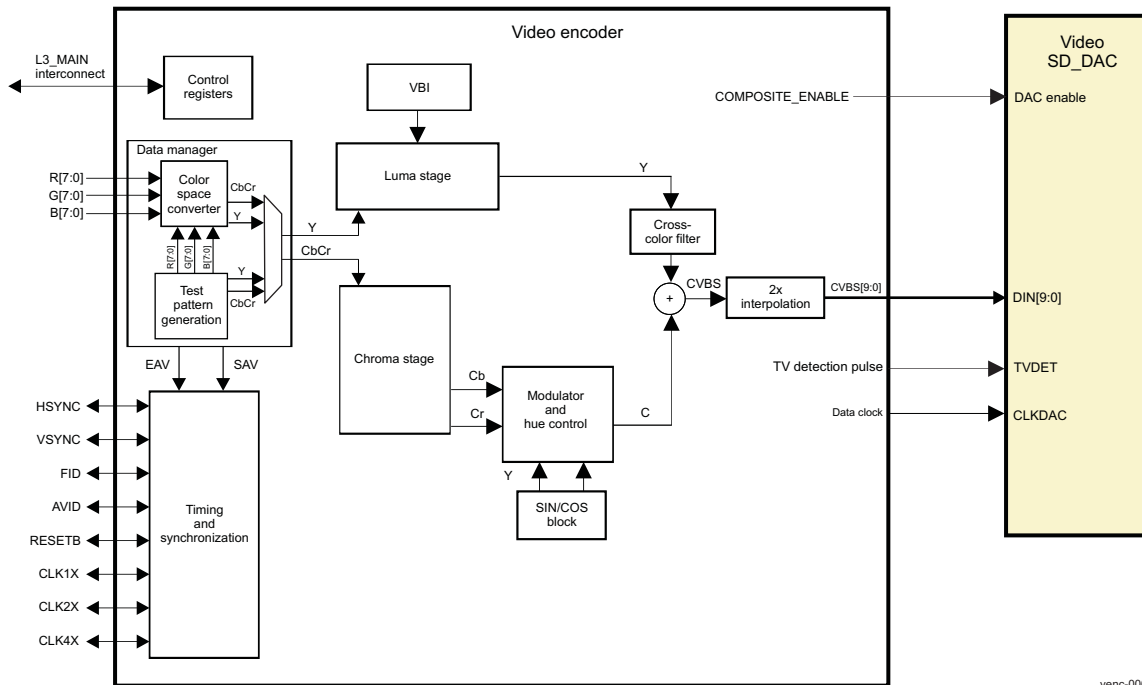 Video encoder
Video
SD_DAC
L3_MAIN
interconnect
Control
registers
VBI
COMPOSITE_ENABLE
DAC enable
Data manager
R[7:0]
G[7:0]
B[7:0]
Color
space
converter
CbCr
Y
Luma stage
Y
Y
CbCr
Cross-
color filter
R[7:0]
G[7:0]
B[7:0]
Y
CbCr
Test
pattern
generation
+
CVBS
2x
interpolation
CVBS[9:0]
DIN[9:0]
EAV
SAV
Chroma stage
Cb
Cr
Modulator
and
hue control
C
TV detection pulse
TVDET
Data clock
CLKDAC
Y
SIN/COS
block
HSYNC
VSYNC
FID
AVID
RESETB
CLK1X
CLK2X
CLK4X
Timing
and
synchronization